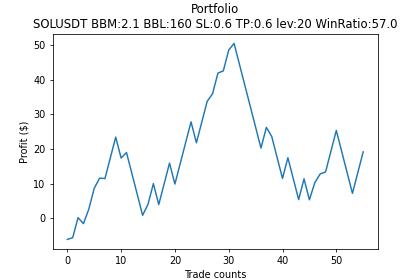 Portfolio
SOLUSDT BBM:2.1 BBL:160 SL:0.6 TP:0.6 lev:20 WinRatio:57.0
50
40
30
20
10
0
Profit ($)
0 10 20 30 40 50
Trade counts